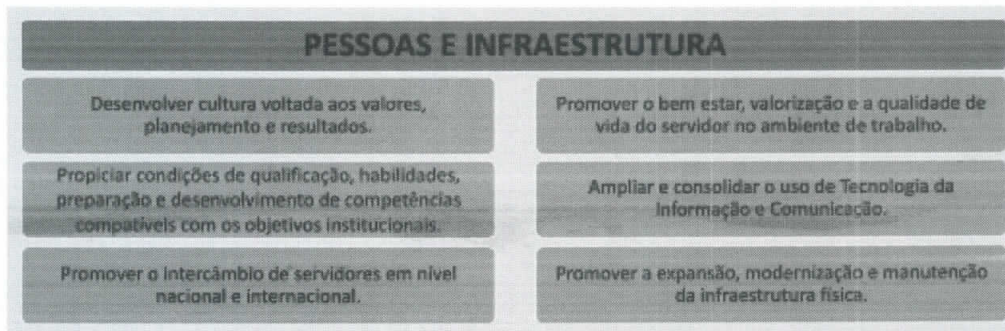 PESSOAS E INFRAESTRUTURA
Desenvolver cultura voltada aos valores,
planejamento e resultados.
Promover o bem estar, valorização e a qualidade de
vida do servidor no ambiente de trabalho.
Propiciar condições de qualificação, habilidades,
preparação e desenvolvimento de competências
compatíveis com os objetivos institucionais.
Ampliar e consolidar o uso de Tecnologia da
Informação e Comunicação.
Promover o intercâmbio de servidores em nível
nacional e internacional.
Promover a expansão, modernização e manutenção
da infraestrutura física.